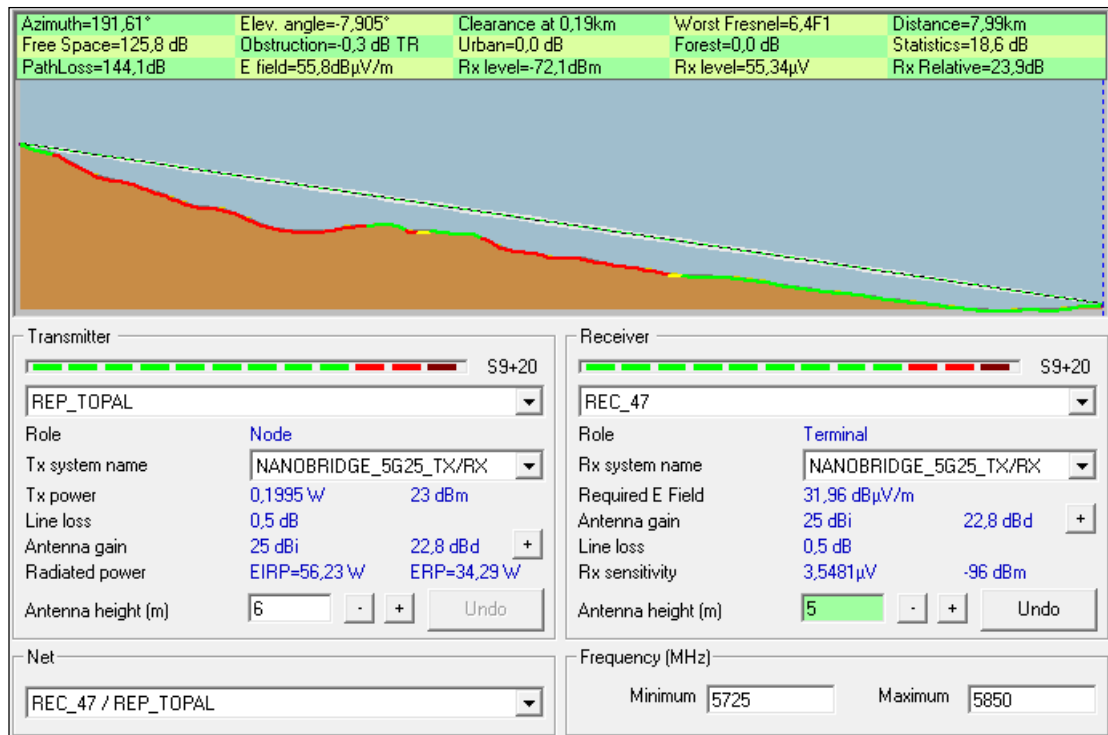 Azimuth=191,61° Elev. angle=-7,905° Clearance at 0,19km Worst Fresnel=6,4F1 Distance=7,99km
Free Space=125,8 dB Obstruction=-0,3 dB TR Urban=0,0 dB Forest=0,0 dB Statistics=18,6 dB
PathLoss=144,1dB E field=55,8dBµV/m Rx level=-72,1dBm Rx level=55,34µV Rx Relative=23,9dB
Transmitter
S9+20
REP_TOPAL
Role Node
Tx system name NANOBRIDGE_5G25_TX/RX
Tx power 0,1995 W 23 dBm
Line loss 0,5 dB
Antenna gain 25 dBi 22,8 dBd +
Radiated power EIRP=56,23 W ERP=34,29 W
Antenna height (m) 6 - + Undo
Net
REC_47 / REP_TOPAL
Receiver
S9+20
REC_47
Role Terminal
Rx system name NANOBRIDGE_5G25_TX/RX
Required E Field 31,96 dBµV/m
Antenna gain 25 dBi 22,8 dBd +
Line loss 0,5 dB
Rx sensitivity 3,5481µV -96 dBm
Antenna height (m) 5 - + Undo
Frequency (MHz)
Minimum 5725 Maximum 5850